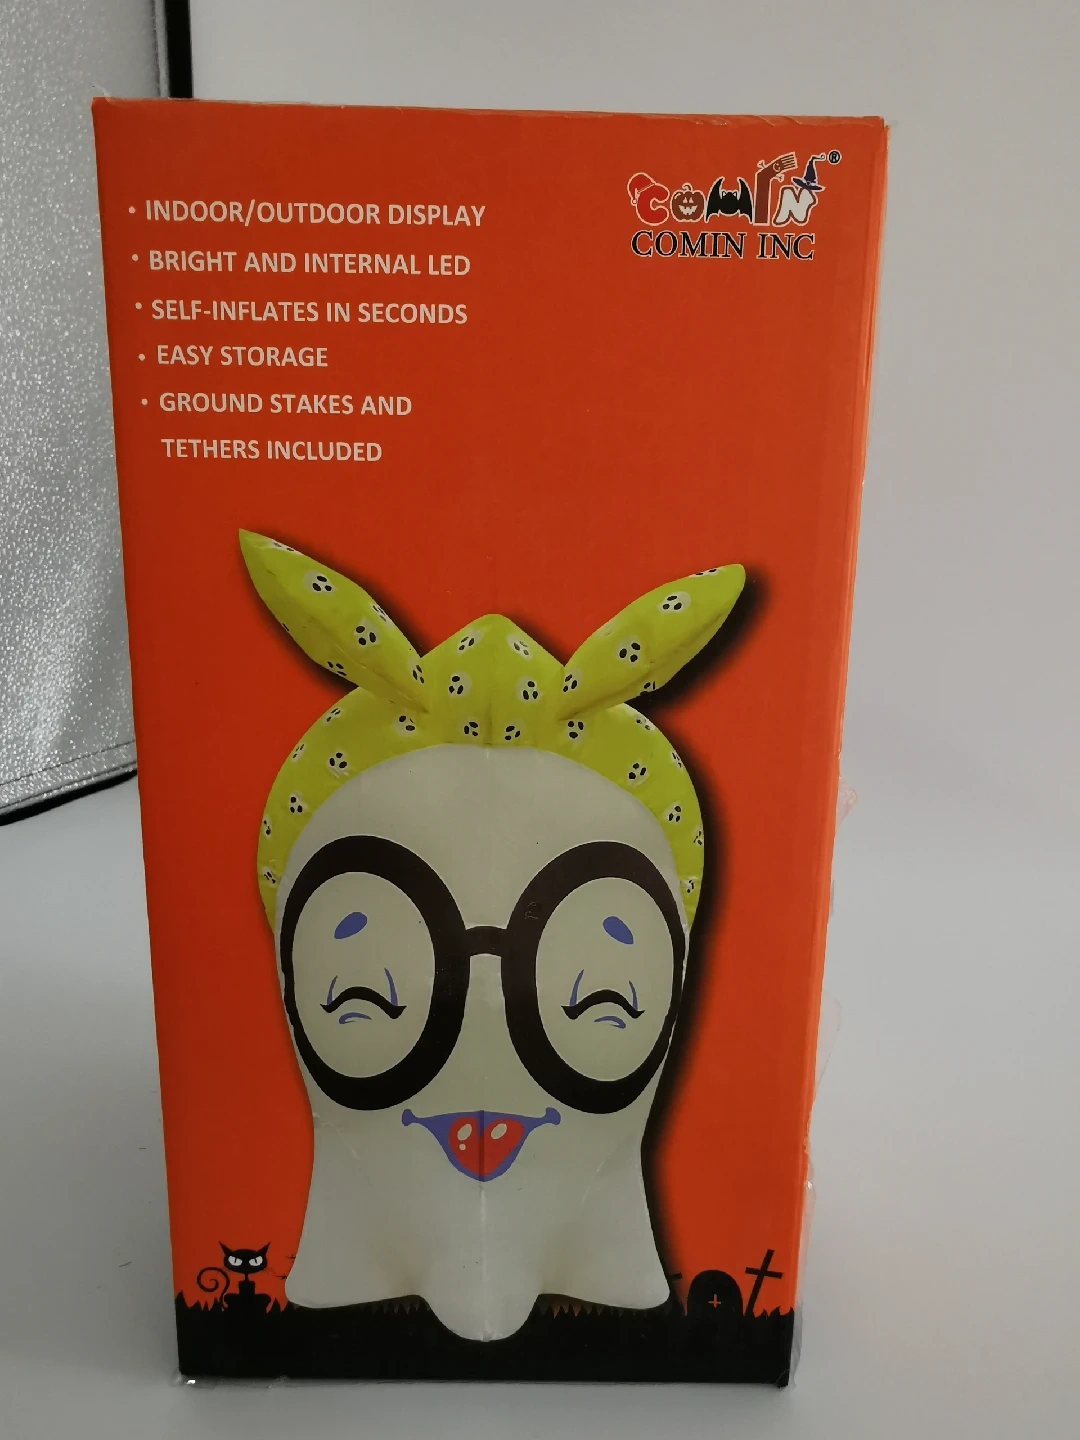 • INDOOR/OUTDOOR DISPLAY
• BRIGHT AND INTERNAL LED
• SELF-INFLATES IN SECONDS
• EASY STORAGE
• GROUND STAKES AND
TETHERS INCLUDED
COMIN®
COMIN INC